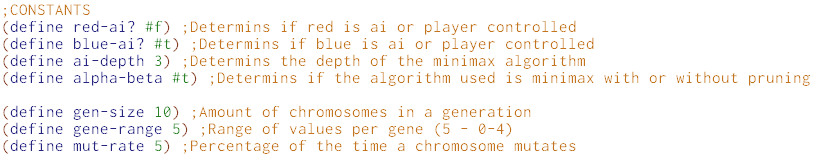 ;CONSTANTS
(define red-ai? #f) ;Determins if red is ai or player controlled
(define blue-ai? #t) ;Determins if blue is ai or player controlled
(define ai-depth 3) ;Determins the depth of the minimax algorithm
(define alpha-beta #t) ;Determins if the algorithm used is minimax with or without pruning
(define gen-size 10) ;Amount of chromosomes in a generation
(define gene-range 5) ;Range of values per gene (5 - 0-4)
(define mut-rate 5) ;Percentage of the time a chromosome mutates